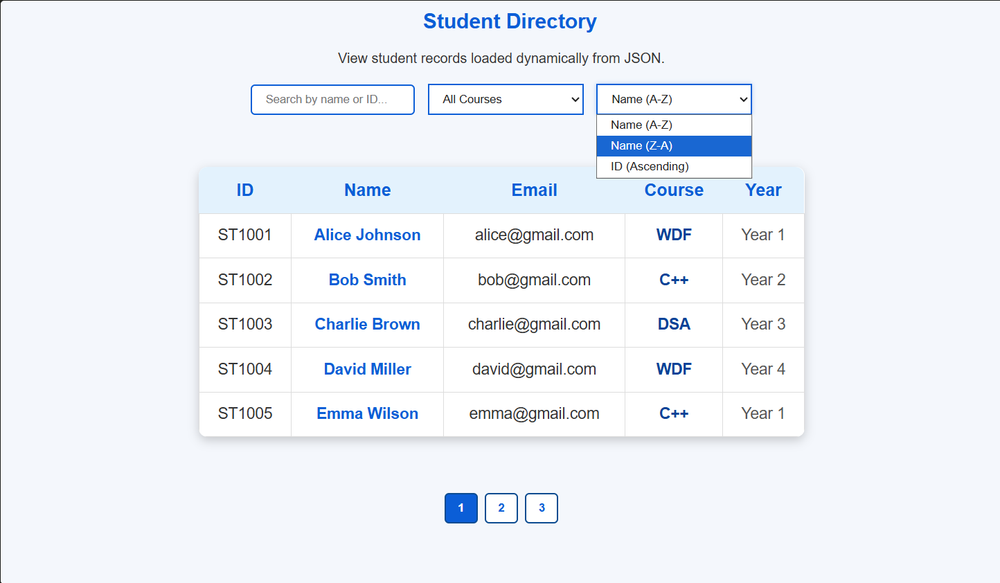 Student Directory
View student records loaded dynamically from JSON.
Search by name or ID... All Courses Name (A-Z)
Name (A-Z)
Name (Z-A)
ID (Ascending)
ID Name Email Course Year
ST1001 Alice Johnson alice@gmail.com WDF Year 1
ST1002 Bob Smith bob@gmail.com C++ Year 2
ST1003 Charlie Brown charlie@gmail.com DSA Year 3
ST1004 David Miller david@gmail.com WDF Year 4
ST1005 Emma Wilson emma@gmail.com C++ Year 1
1 2 3